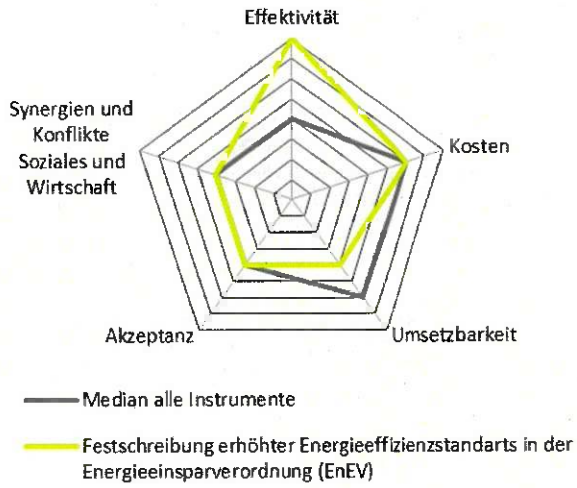 Effektivität
Synergien und
Konflikte
Soziales und
Wirtschaft
Kosten
Akzeptanz
Umsetzbarkeit
Median alle Instrumente
Festschreibung erhöhter Energieeffizienzstandarts in der
Energieeinsparverordnung (EnEV)